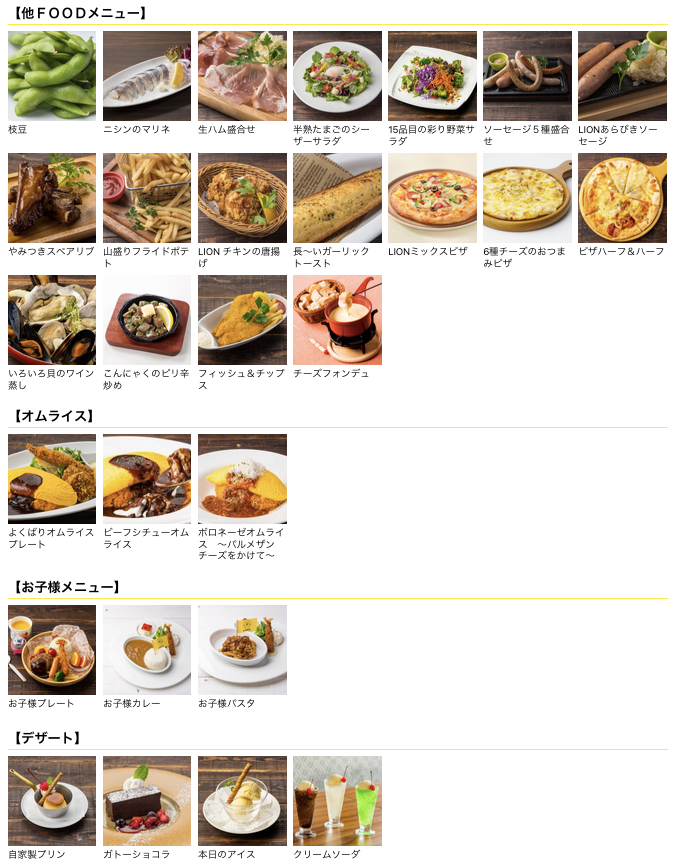 【他ＦＯＯＤメニュー】
枝豆
ニシンのマリネ
生ハム盛合せ
半熟たまごのシー
ザーサラダ
15品目の彩り野菜サ
ラダ
ソーセージ５種盛合
せ
LIONあらびきソー
セージ
やみつきスペアリブ
山盛りフライドポテ
ト
LION チキンの唐揚
げ
長〜いガーリック
トースト
LIONミックスピザ
6種チーズのおつま
みピザ
ピザハーフ＆ハーフ
いろいろ貝のワイン
蒸し
こんにゃくのピリ辛
炒め
フィッシュ＆チップ
ス
チーズフォンデュ
【オムライス】
よくばりオムライス
プレート
ビーフシチューオム
ライス
ボロネーゼオムライ
ス　〜パルメザン
チーズをかけて〜
【お子様メニュー】
お子様プレート
お子様カレー
お子様パスタ
【デザート】
自家製プリン
ガトーショコラ
本日のアイス
クリームソーダ